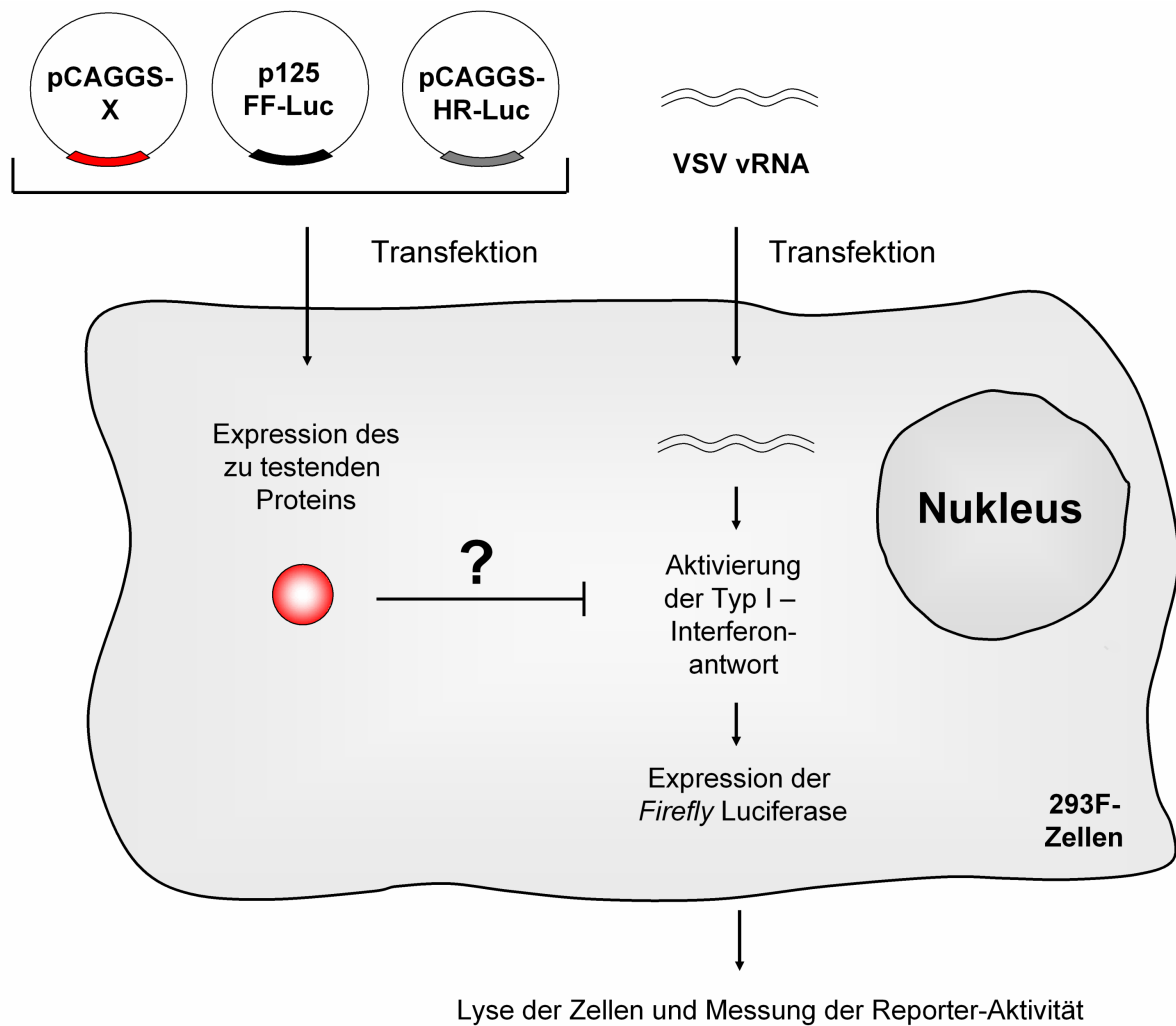 pCAGGS-
X
p125
FF-Luc
pCAGGS-
HR-Luc
VSV vRNA
Transfektion
Transfektion
Expression des
zu testenden
Proteins
?
Aktivierung
der Typ I –
Interferon-
antwort
Nukleus
Expression der
Firefly Luciferase
293F-
Zellen
Lyse der Zellen und Messung der Reporter-Aktivität